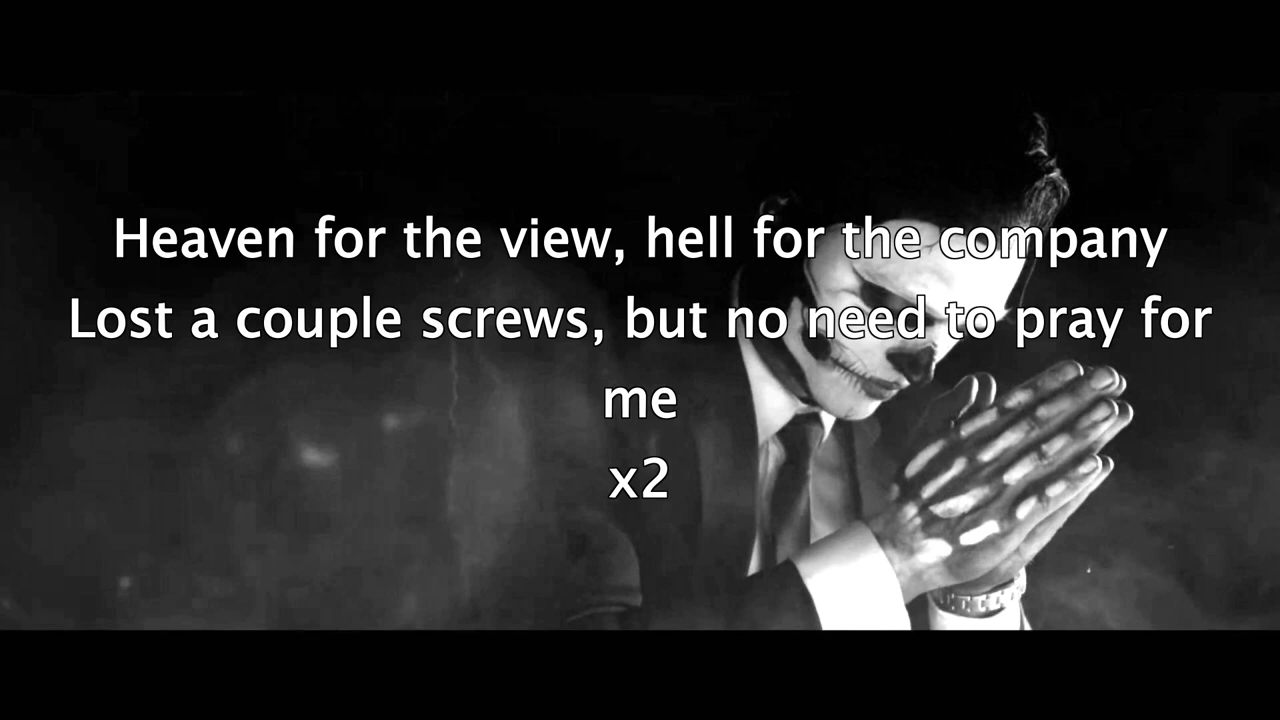 Heaven for the view, hell for the company
Lost a couple screws, but no need to pray for
me
x2